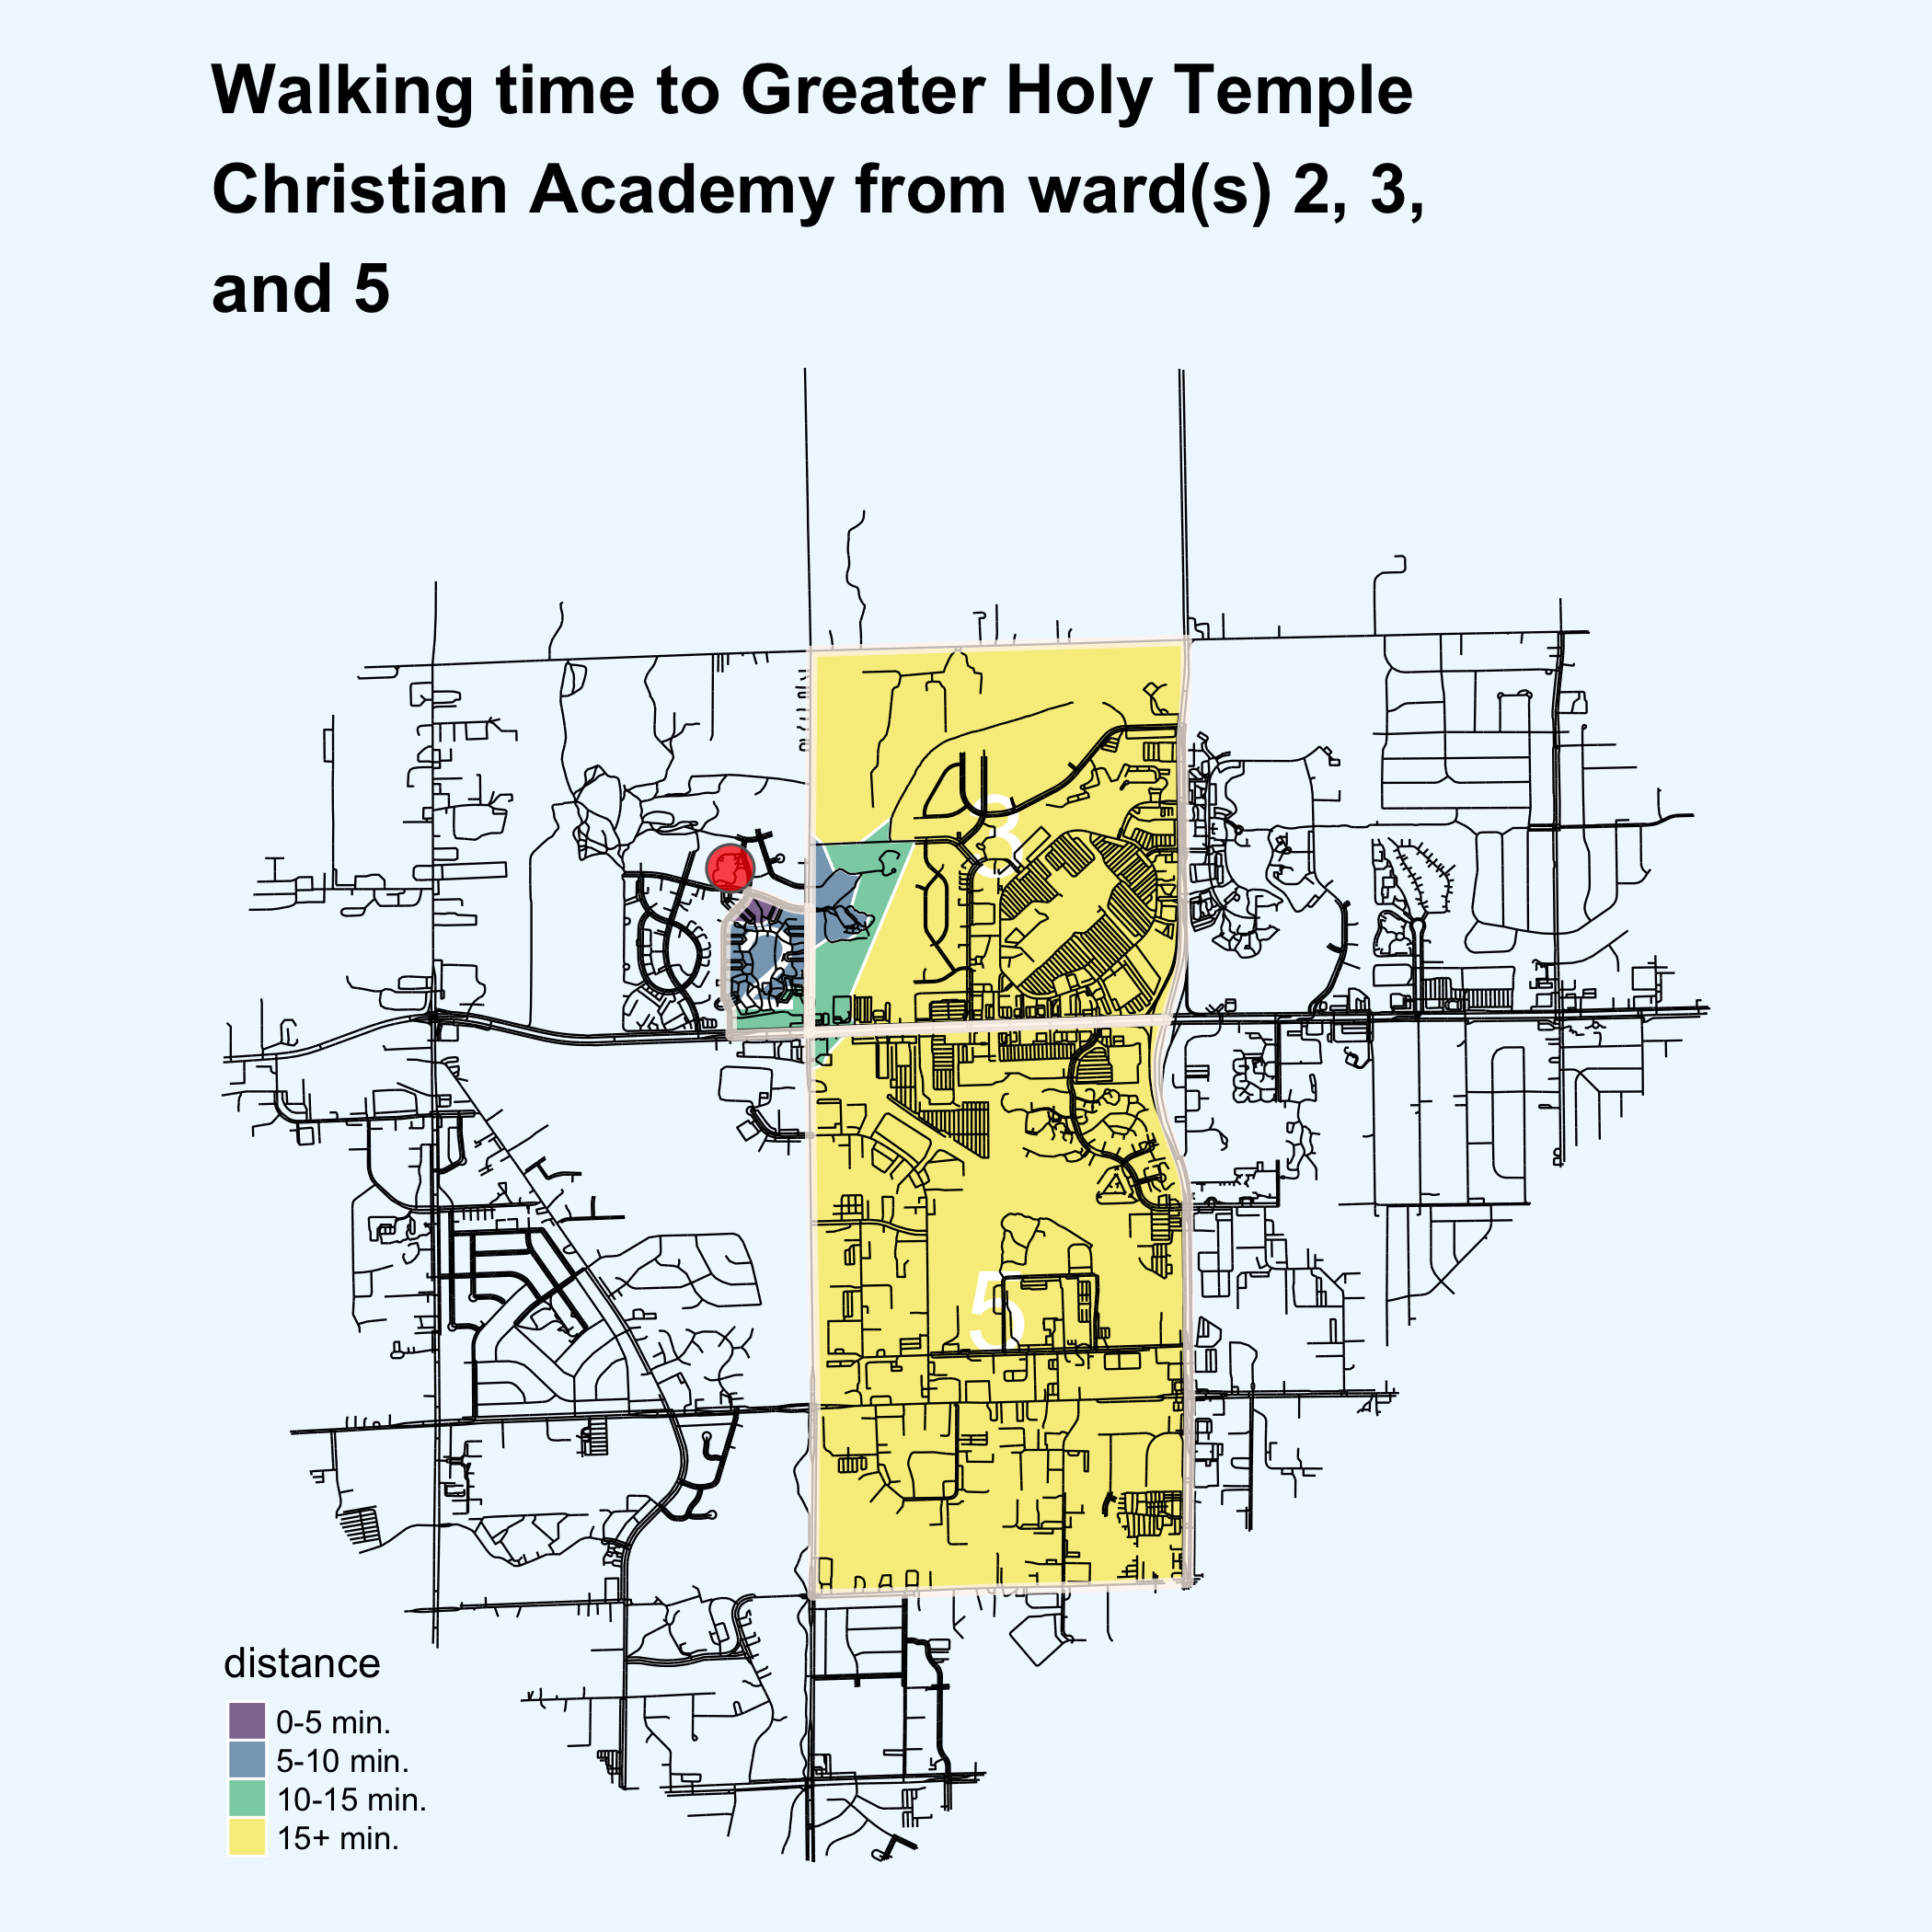 Walking time to Greater Holy Temple
Christian Academy from ward(s) 2, 3,
and 5
3
2
5
distance
0-5 min.
5-10 min.
10-15 min.
15+ min.